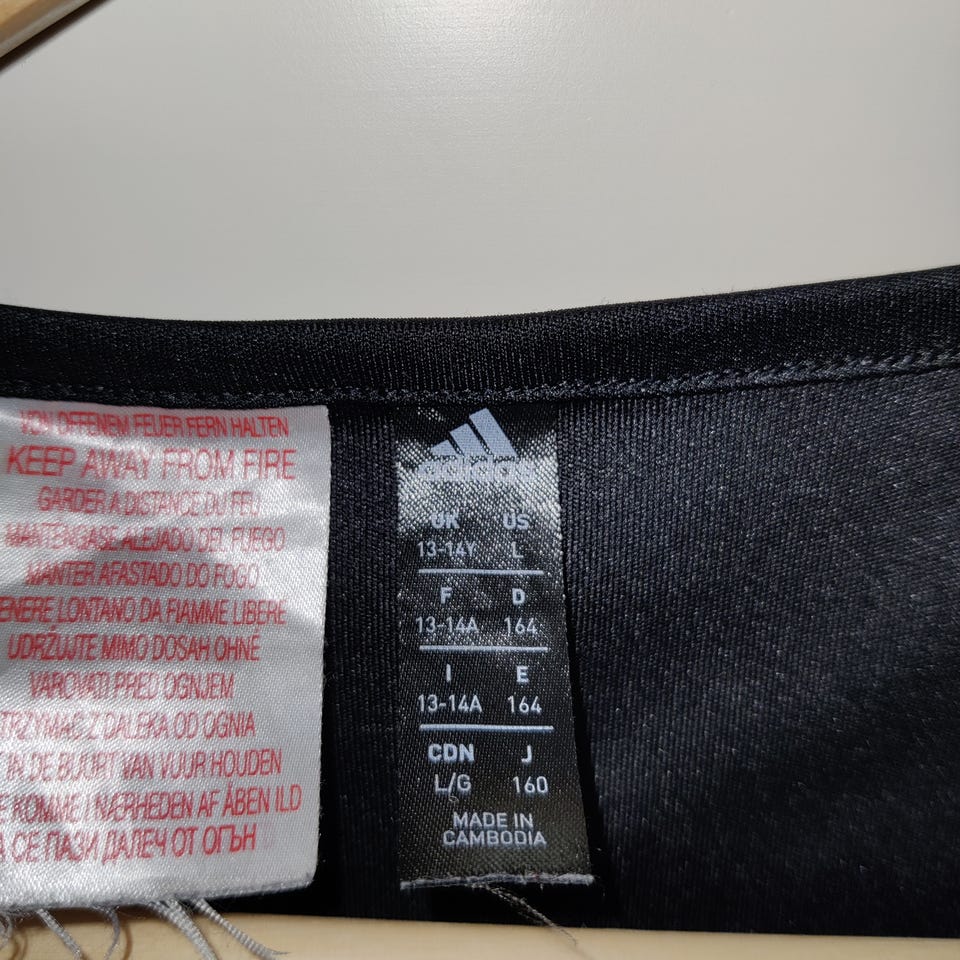 VON OFFENEM FEUER FERN HALTEN
KEEP AWAY FROM FIRE
GARDER A DISTANCE DU FEU
MANTENGASE ALEJADO DEL FUEGO
MANTER AFASTADO DO FOGO
ENERE LONTANO DA FIAMME LIBERE
UDRŽUJTE MIMO DOSAH OHNĚ
VAROVATI PRED OGNJEM
TRZYMAC Z DALEKA OD OGNIA
IN DE BUURT VAN VUUR HOUDEN
E KOMME I NÆRHEDEN AF ÅBEN ILD
СЕ ПАЗИ ДАЛЕЧ ОТ ОГЪН
adidas
UK US
13-14Y L
F D
13-14A 164
I E
13-14A 164
CDN J
L/G 160
MADE IN
CAMBODIA